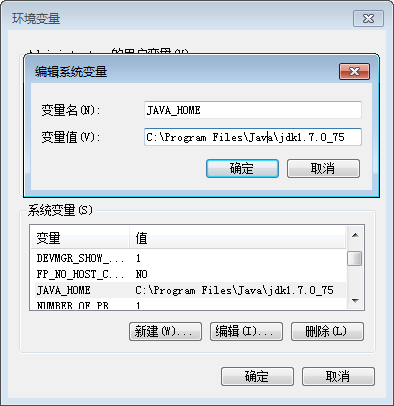 环境变量
的用户变量(U)
编辑系统变量
变量名(N):
JAVA_HOME
变量值(V):
C:\Program Files\Java\jdk1.7.0_75
确定
取消
系统变量(S)
变量 值
DEVMGR_SHOW_... 1
FP_NO_HOST_C... NO
JAVA_HOME C:\Program Files\Java\jdk1.7.0_75
NUMBER_OF_PR... 1
新建(W)... 编辑(I)... 删除(L)
确定 取消